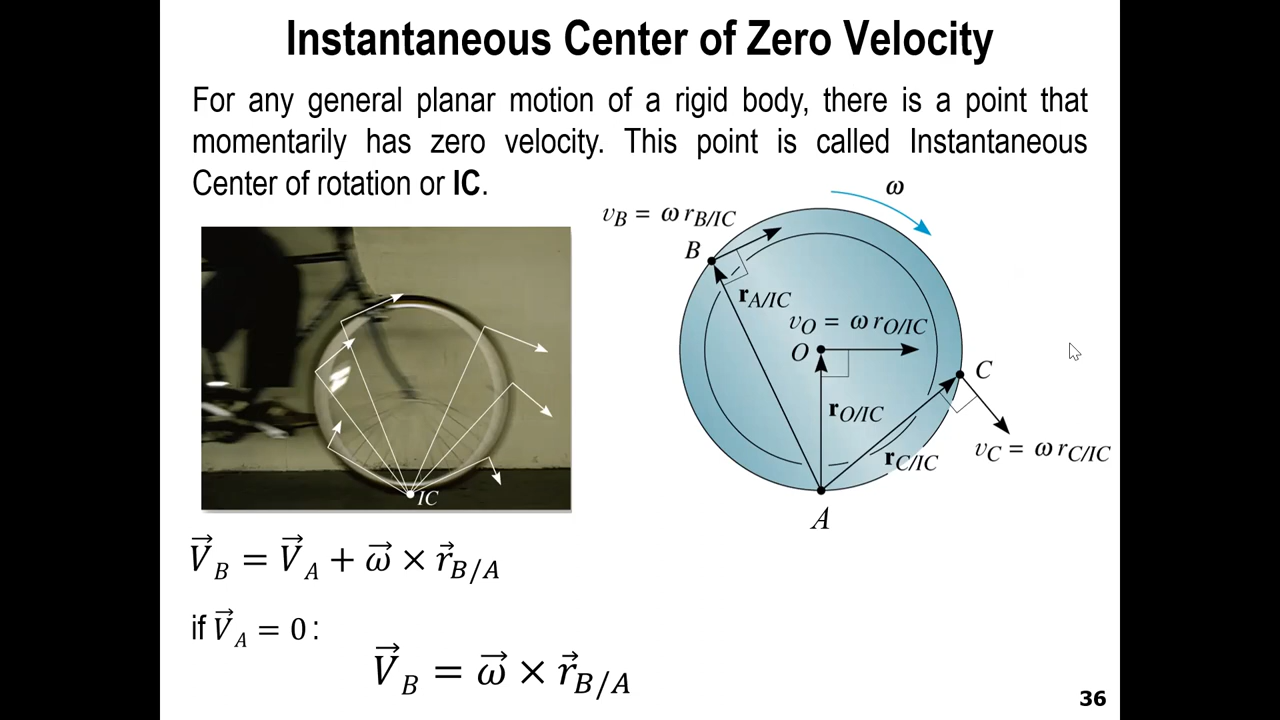 Instantaneous Center of Zero Velocity
For any general planar motion of a rigid body, there is a point that
momentarily has zero velocity. This point is called Instantaneous
Center of rotation or IC.
ω
v_B = ω r_B/IC
B
r_A/IC
v_O = ω r_O/IC
O
C
r_O/IC
v_C = ω r_C/IC
r_C/IC
A
IC
V⃗_B = V⃗_A + ω⃗ × r⃗_B/A
if V⃗_A = 0 :
V⃗_B = ω⃗ × r⃗_B/A
36